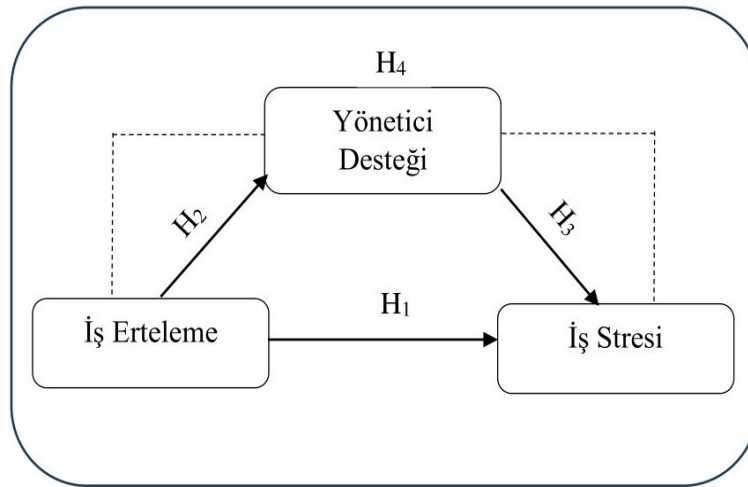 H₄
Yönetici
Desteği
H₂
H₃
H₁
İş Erteleme
İş Stresi